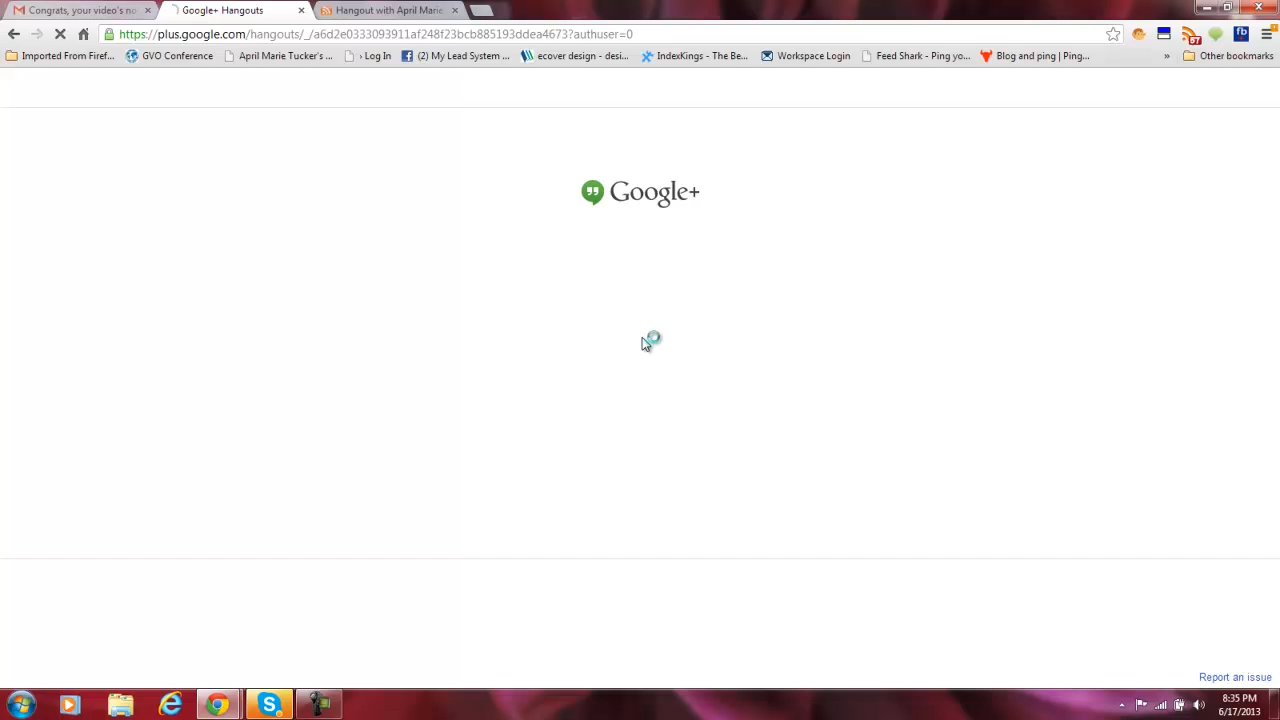 Congrats, your video's no
Google+ Hangouts
Hangout with April Marie
https://plus.google.com/hangouts/_/a6d2e0333093911af248f23bcb885193ddea4673?authuser=0
57
fb
Imported From Firef...
GVO Conference
April Marie Tucker's ...
› Log In
(2) My Lead System ...
ecover design - desi...
IndexKings - The Be...
Workspace Login
Feed Shark - Ping yo...
Blog and ping | Ping...
»
Other bookmarks
Google+
Report an issue
8:35 PM
6/17/2013